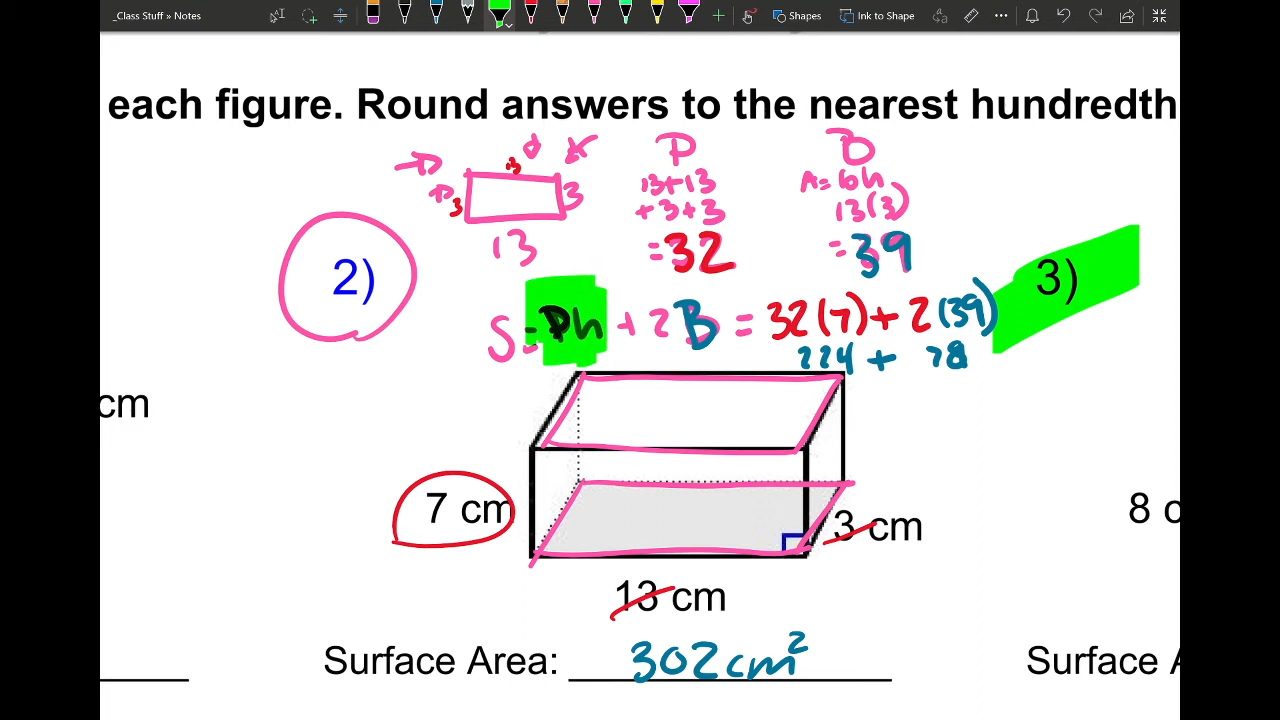 _Class Stuff » Notes
Shapes
Ink to Shape
each figure. Round answers to the nearest hundredth
13
3
3
13
P
13+13
+3+3
=32
B
A=bh
13(3)
=39
2)
3)
S=Ph+2B=32(7)+2(39)
224+78
cm
7 cm
3 cm
13 cm
8 c
Surface Area: 302cm²
Surface A